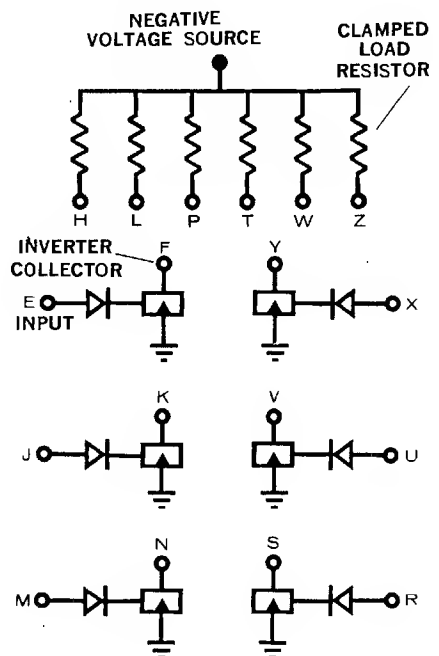 NEGATIVE
VOLTAGE SOURCE
CLAMPED
LOAD
RESISTOR
H L P T W Z
INVERTER
COLLECTOR
F Y
E X
INPUT
K V
J U
N S
M R